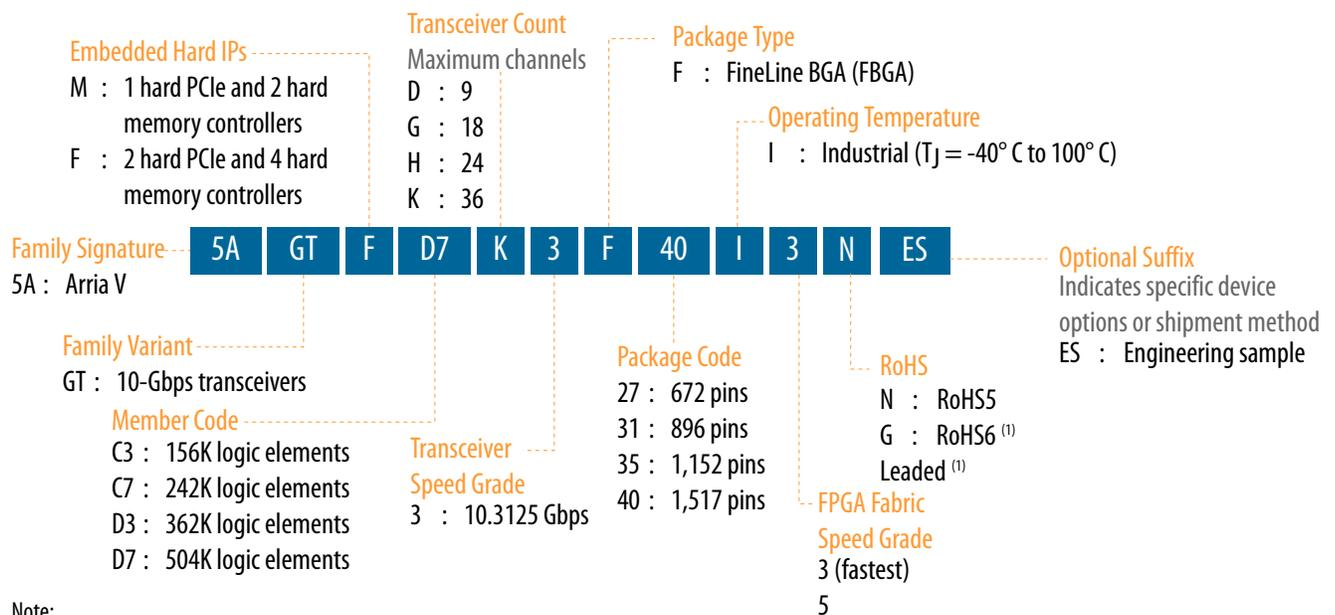 Embedded Hard IPs
M : 1 hard PCIe and 2 hard
memory controllers
F : 2 hard PCIe and 4 hard
memory controllers
Transceiver Count
Maximum channels
D : 9
G : 18
H : 24
K : 36
Package Type
F : FineLine BGA (FBGA)
Operating Temperature
I : Industrial (TJ = -40° C to 100° C)
Family Signature
5A : Arria V
5A GT F D7 K 3 F 40 I 3 N ES
Optional Suffix
Indicates specific device
options or shipment method
ES : Engineering sample
Family Variant
GT : 10-Gbps transceivers
Member Code
C3 : 156K logic elements
C7 : 242K logic elements
D3 : 362K logic elements
D7 : 504K logic elements
Transceiver
Speed Grade
3 : 10.3125 Gbps
Package Code
27 : 672 pins
31 : 896 pins
35 : 1,152 pins
40 : 1,517 pins
RoHS
N : RoHS5
G : RoHS6 (1)
Leaded (1)
FPGA Fabric
Speed Grade
3 (fastest)
5
Note: